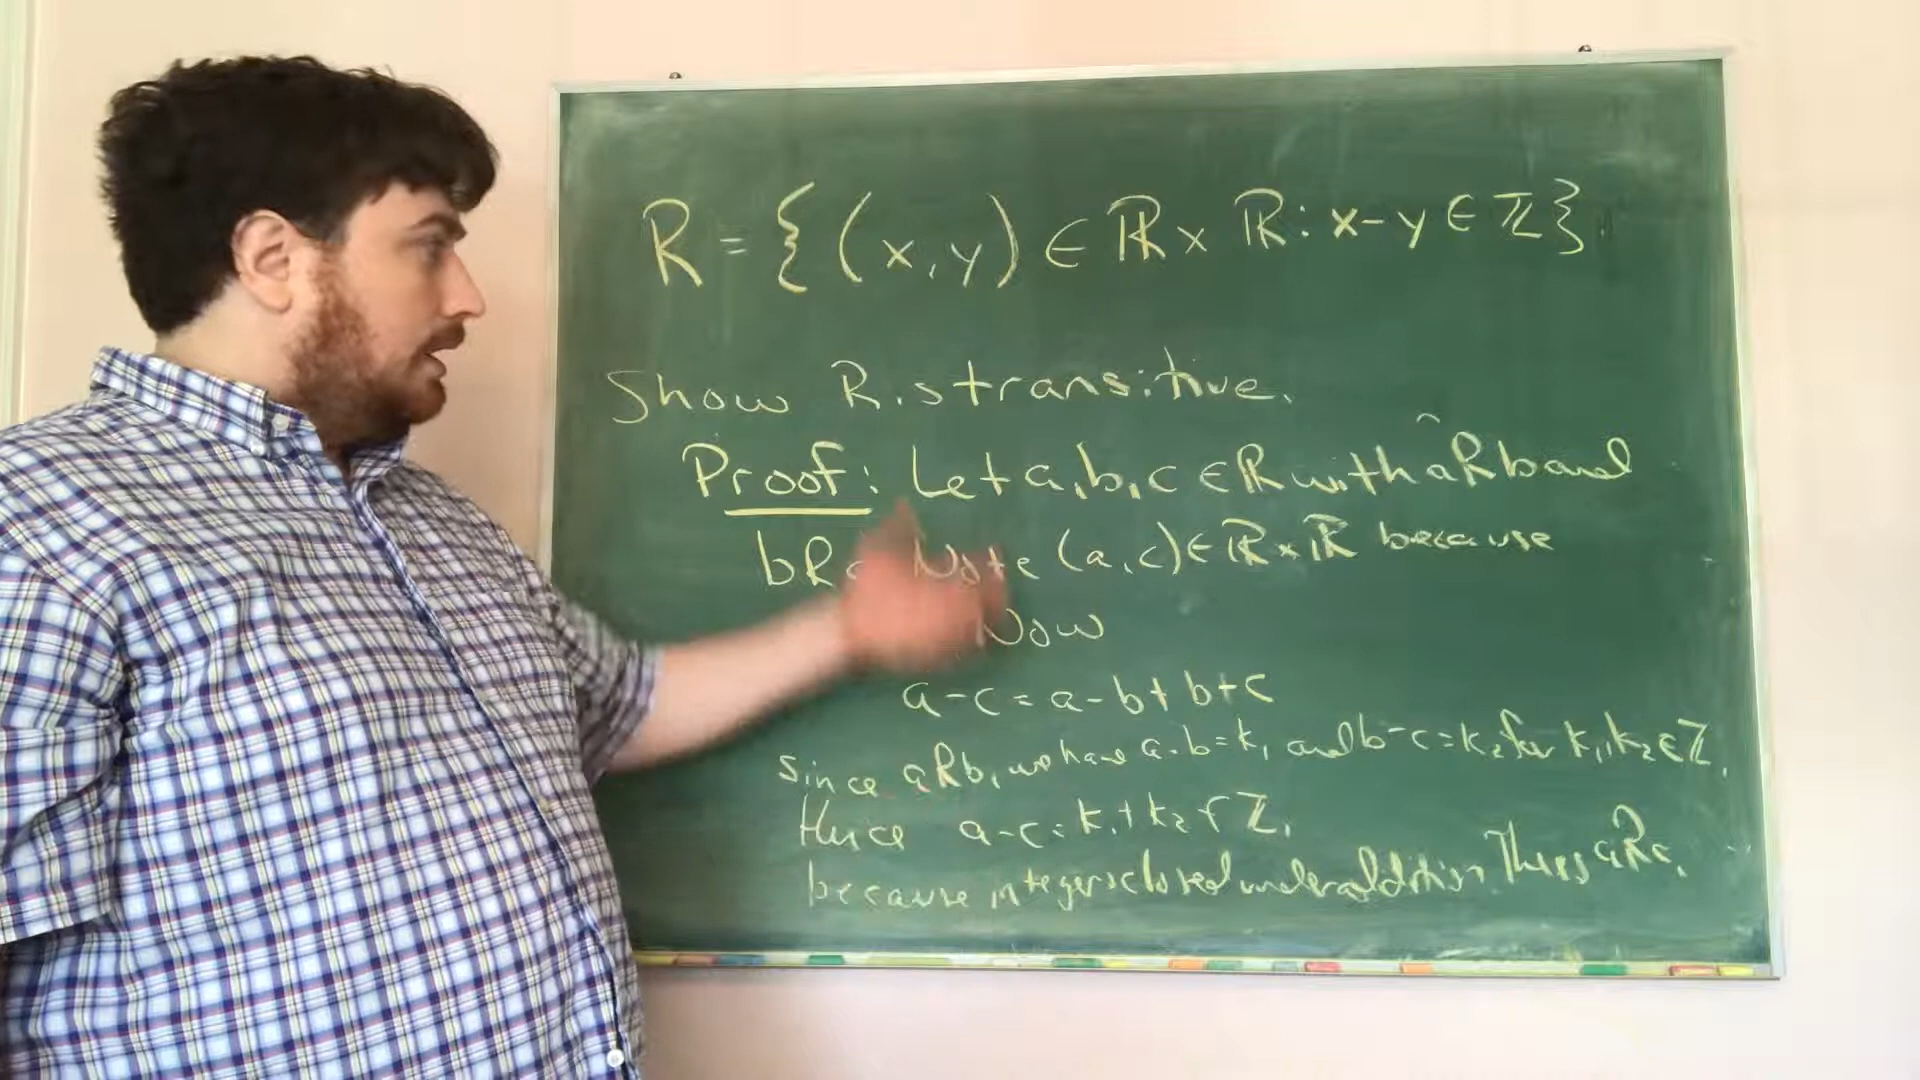 R = {(x,y) ∈ ℝ × ℝ: x-y ∈ ℤ}.
Show R is transitive.
Proof: Let a,b,c ∈ ℝ with aRb and
bRc Note (a,c) ∈ ℝ × ℝ because
Now
a-c = a-b+b+c
since aRb, we have a-b=k₁ and b-c=k₂ for k₁,k₂ ∈ ℤ.
Hence a-c = k₁+k₂ ∈ ℤ,
because integers closed under addition Thus aRc.